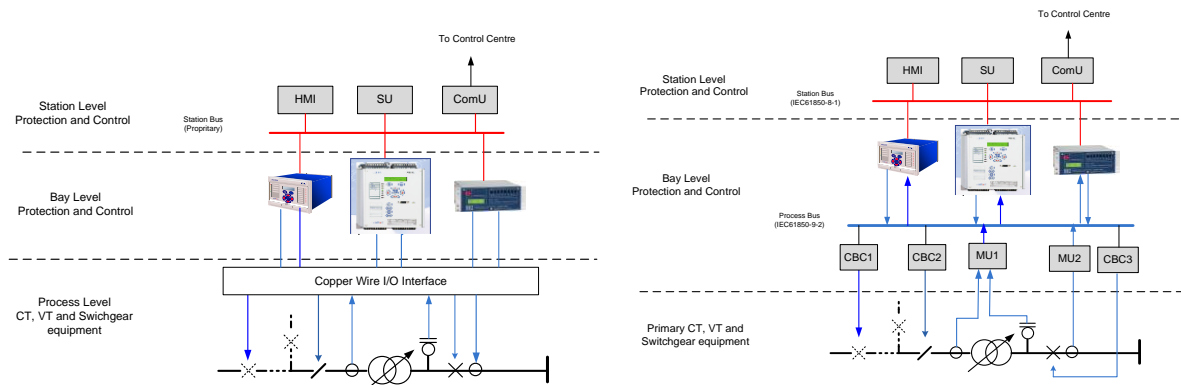 To Control Centre
HMI
SU
ComU
Station Level
Protection and Control
Station Bus
(Propritary)
Bay Level
Protection and Control
Copper Wire I/O Interface
Process Level
CT, VT and Swichgear
equipment
To Control Centre
HMI
SU
ComU
Station Level
Protection and Control
Station Bus
(IEC61850-8-1)
Bay Level
Protection and Control
Process Bus
(IEC61850-9-2)
CBC1
CBC2
MU1
MU2
CBC3
Primary CT, VT and
Switchgear equipment